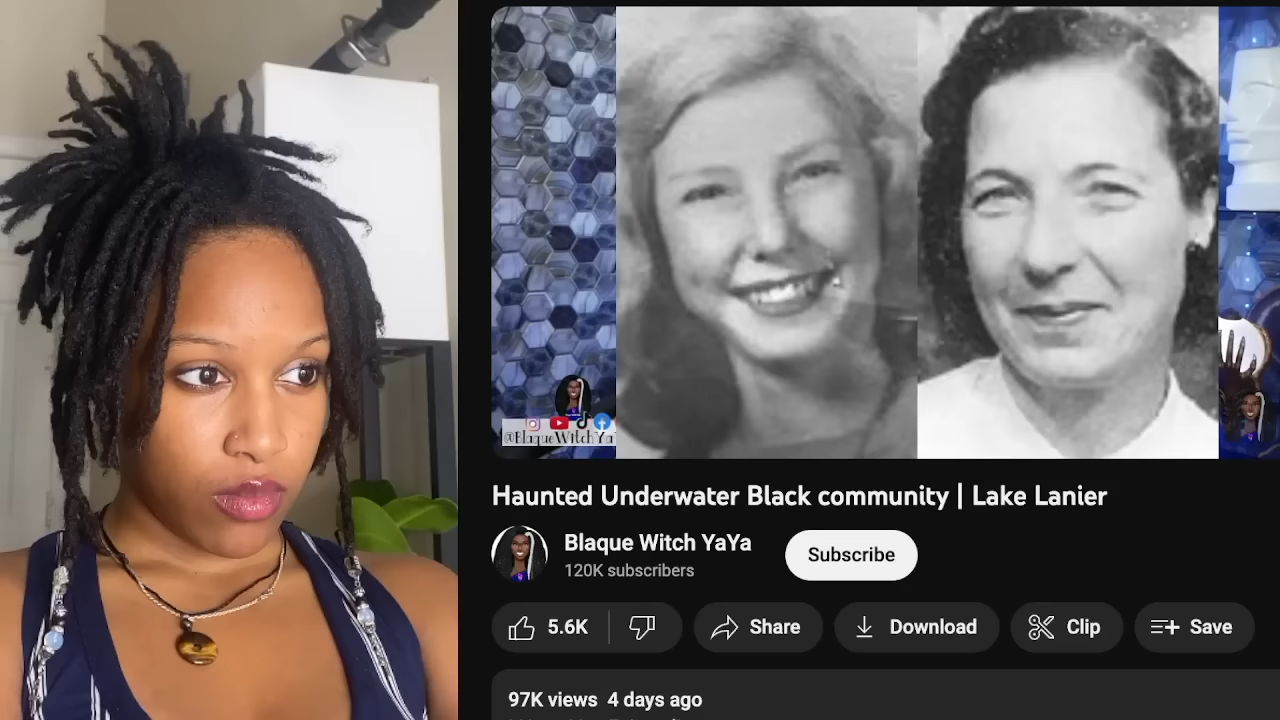 @BlaqueWitchYa
Haunted Underwater Black community | Lake Lanier
Blaque Witch YaYa
Subscribe
120K subscribers
5.6K
Share
Download
Clip
Save
97K views 4 days ago